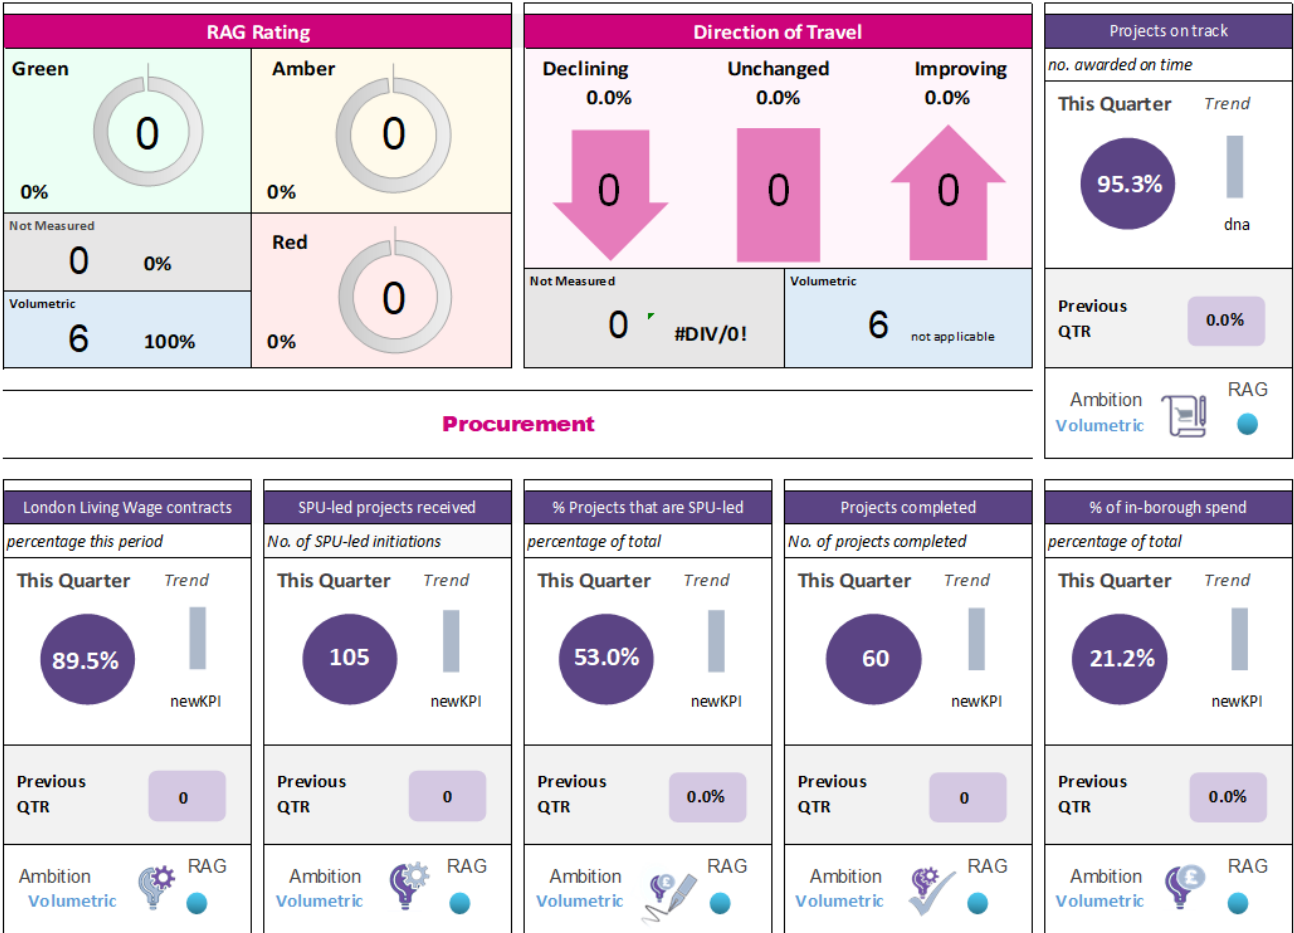 RAG Rating
Green
0
0%
Amber
0
0%
Not Measured
0 0%
Volumetric
6 100%
Red
0
0%
Direction of Travel
Declining Unchanged Improving
0.0% 0.0% 0.0%
0 0 0
Not Measured
0 #DIV/0!
Volumetric
6 not applicable
Projects on track
no. awarded on time
This Quarter Trend
95.3%
dna
Previous
QTR
0.0%
Ambition
Volumetric
RAG
Procurement
London Living Wage contracts
percentage this period
This Quarter Trend
89.5%
newKPI
Previous
QTR
0
Ambition
Volumetric
RAG
SPU-led projects received
No. of SPU-led initiations
This Quarter Trend
105
newKPI
Previous
QTR
0
Ambition
Volumetric
RAG
% Projects that are SPU-led
percentage of total
This Quarter Trend
53.0%
newKPI
Previous
QTR
0.0%
Ambition
Volumetric
£
RAG
Projects completed
No. of projects completed
This Quarter Trend
60
newKPI
Previous
QTR
0
Ambition
Volumetric
RAG
% of in-borough spend
percentage of total
This Quarter Trend
21.2%
newKPI
Previous
QTR
0.0%
Ambition
Volumetric
£
RAG